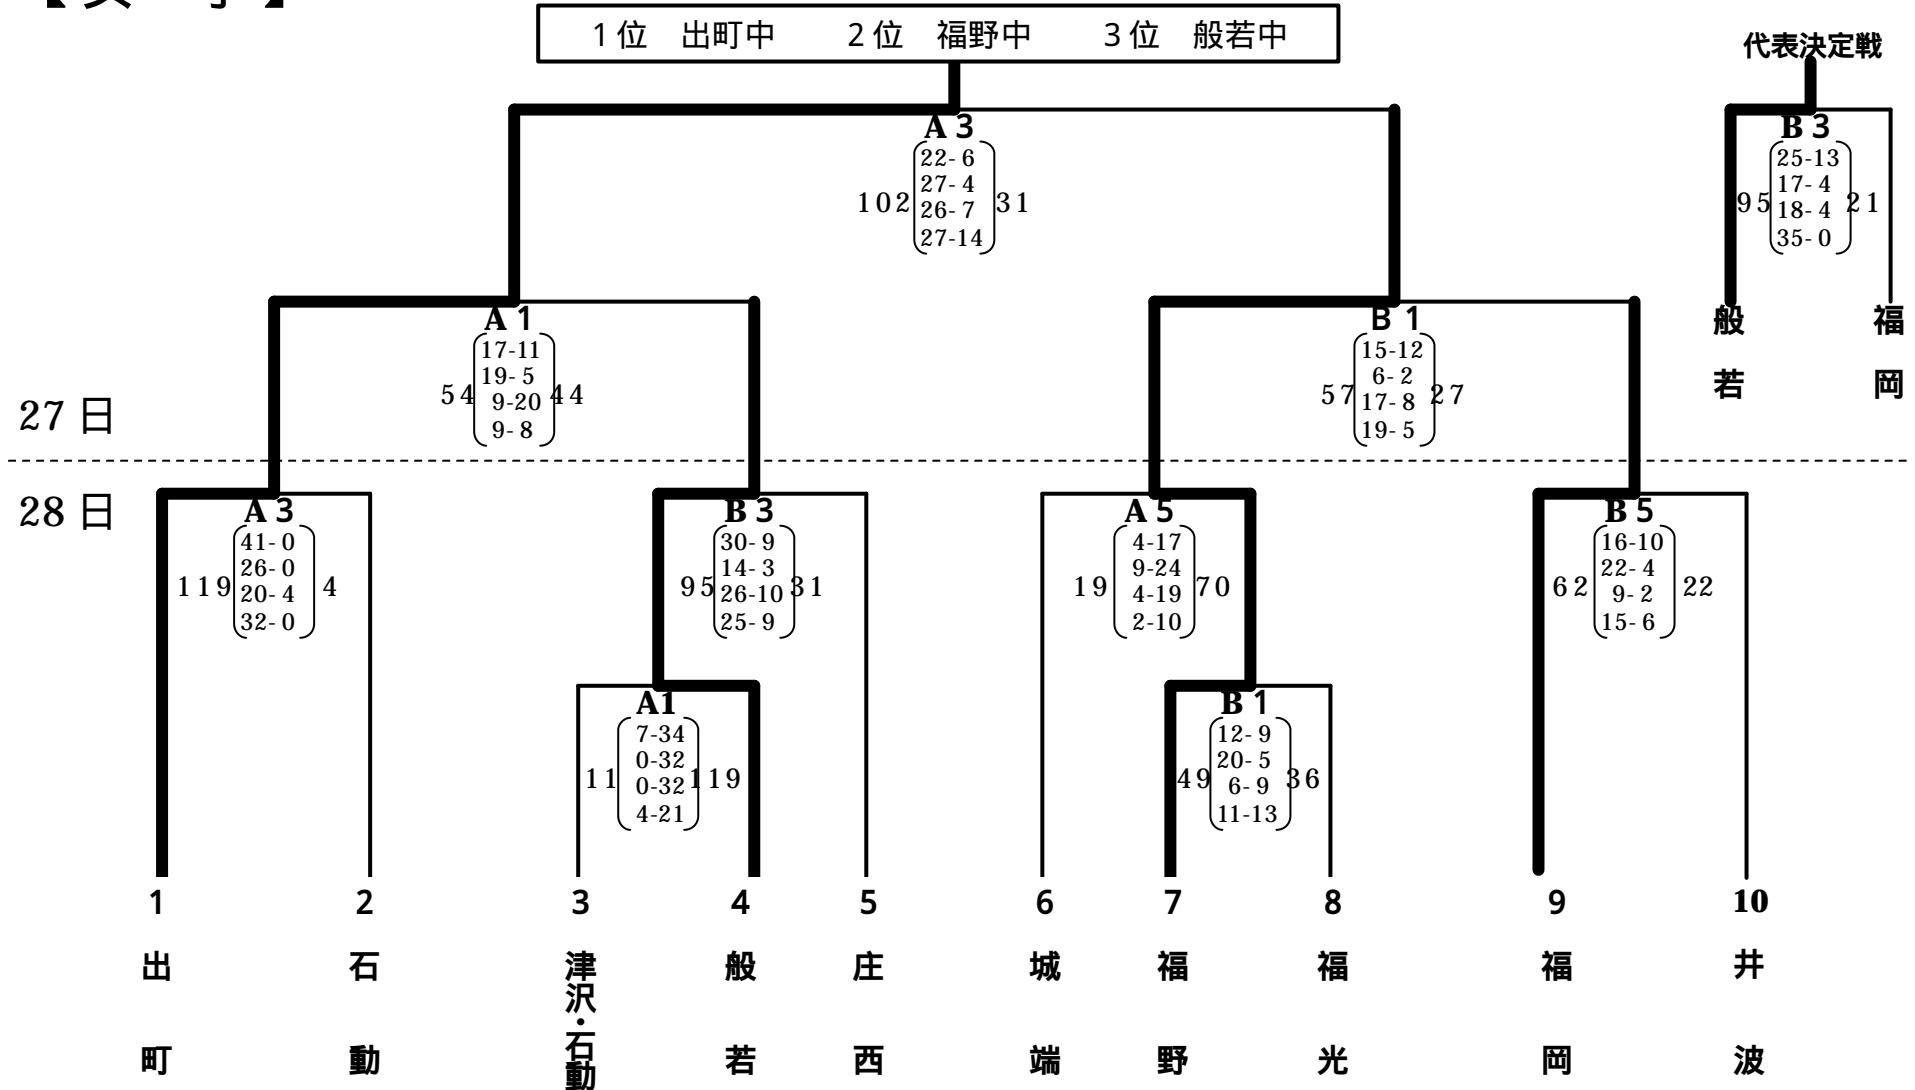 1位 出町中 2位 福野中 3位 般若中
代表決定戦
A 3
22- 6
27- 4
102 26- 7 31
27-14
B 3
25-13
17- 4
95 18- 4 21
35- 0
般若
福岡
A 1
17-11
19- 5
54 9-20 44
9- 8
B 1
15-12
6- 2
57 17- 8 27
19- 5
27日
28日
A 3
41- 0
26- 0
119 20- 4 4
32- 0
B 3
30- 9
14- 3
95 26-10 31
25- 9
A 5
4-17
9-24
19 4-19 70
2-10
B 5
16-10
22- 4
62 9- 2 22
15- 6
A1
7-34
0-32
11 0-32 119
4-21
B 1
12- 9
20- 5
49 6- 9 36
11-13
1 2 3 4 5 6 7 8 9 10
出町
石動
津沢・石動
般若
庄西
城端
福野
福光
福岡
井波